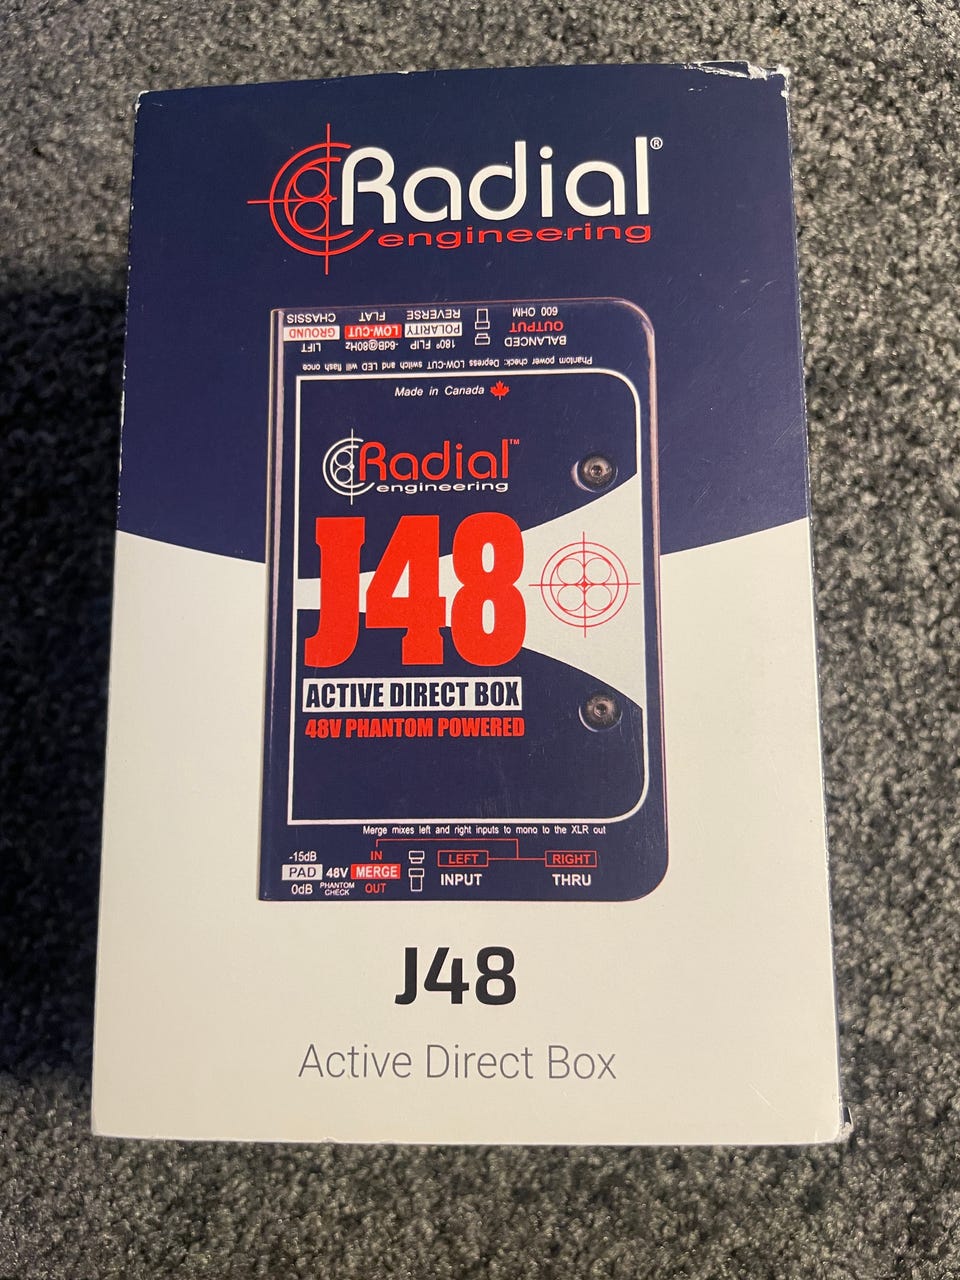 Radial®
engineering
CHASSIS FLAT REVERSE 600 OHM
GROUND LOW-CUT POLARITY OUTPUT
LIFT -6dB@80Hz 180° FLIP BALANCED
Phantom power check: Depress LOW-CUT switch and LED will flash once
Made in Canada
Radial™
engineering
J48
ACTIVE DIRECT BOX
48V PHANTOM POWERED
Merge mixes left and right inputs to mono to the XLR out
-15dB IN
PAD 48V MERGE LEFT RIGHT
0dB PHANTOM CHECK OUT INPUT THRU
J48
Active Direct Box